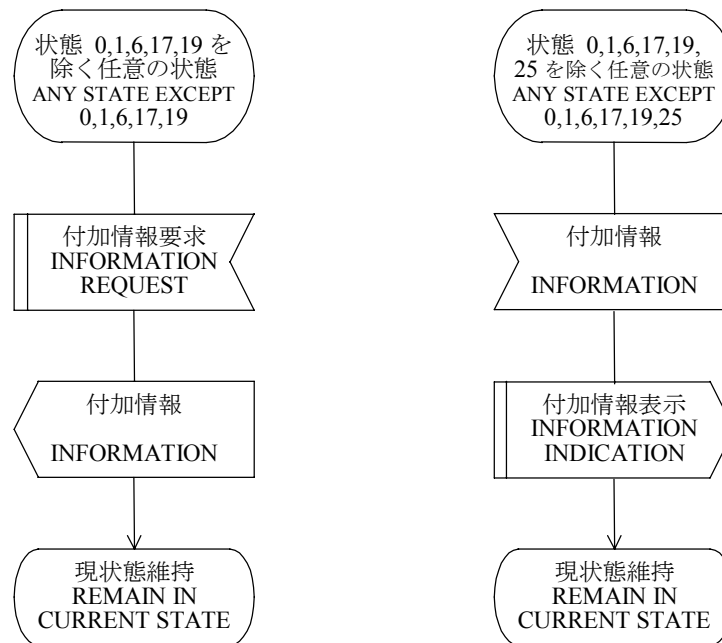 状態 0,1,6,17,19 を
除く任意の状態
ANY STATE EXCEPT
0,1,6,17,19
付加情報要求
INFORMATION
REQUEST
付加情報
INFORMATION
現状態維持
REMAIN IN
CURRENT STATE
状態 0,1,6,17,19,
25 を除く任意の状態
ANY STATE EXCEPT
0,1,6,17,19,25
付加情報
INFORMATION
付加情報表示
INFORMATION
INDICATION
現状態維持
REMAIN IN
CURRENT STATE